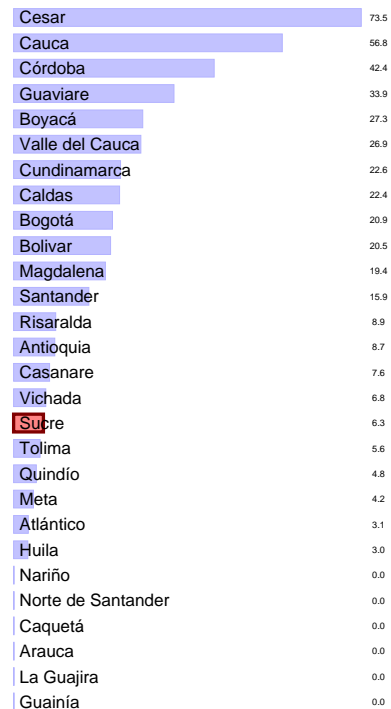 Cesar 73.5
Cauca 56.8
Córdoba 42.4
Guaviare 33.9
Boyacá 27.3
Valle del Cauca 26.9
Cundinamarca 22.6
Caldas 22.4
Bogotá 20.9
Bolivar 20.5
Magdalena 19.4
Santander 15.9
Risaralda 8.9
Antioquia 8.7
Casanare 7.6
Vichada 6.8
Sucre 6.3
Tolima 5.6
Quindío 4.8
Meta 4.2
Atlántico 3.1
Huila 3.0
Nariño 0.0
Norte de Santander 0.0
Caquetá 0.0
Arauca 0.0
La Guajira 0.0
Guainía 0.0